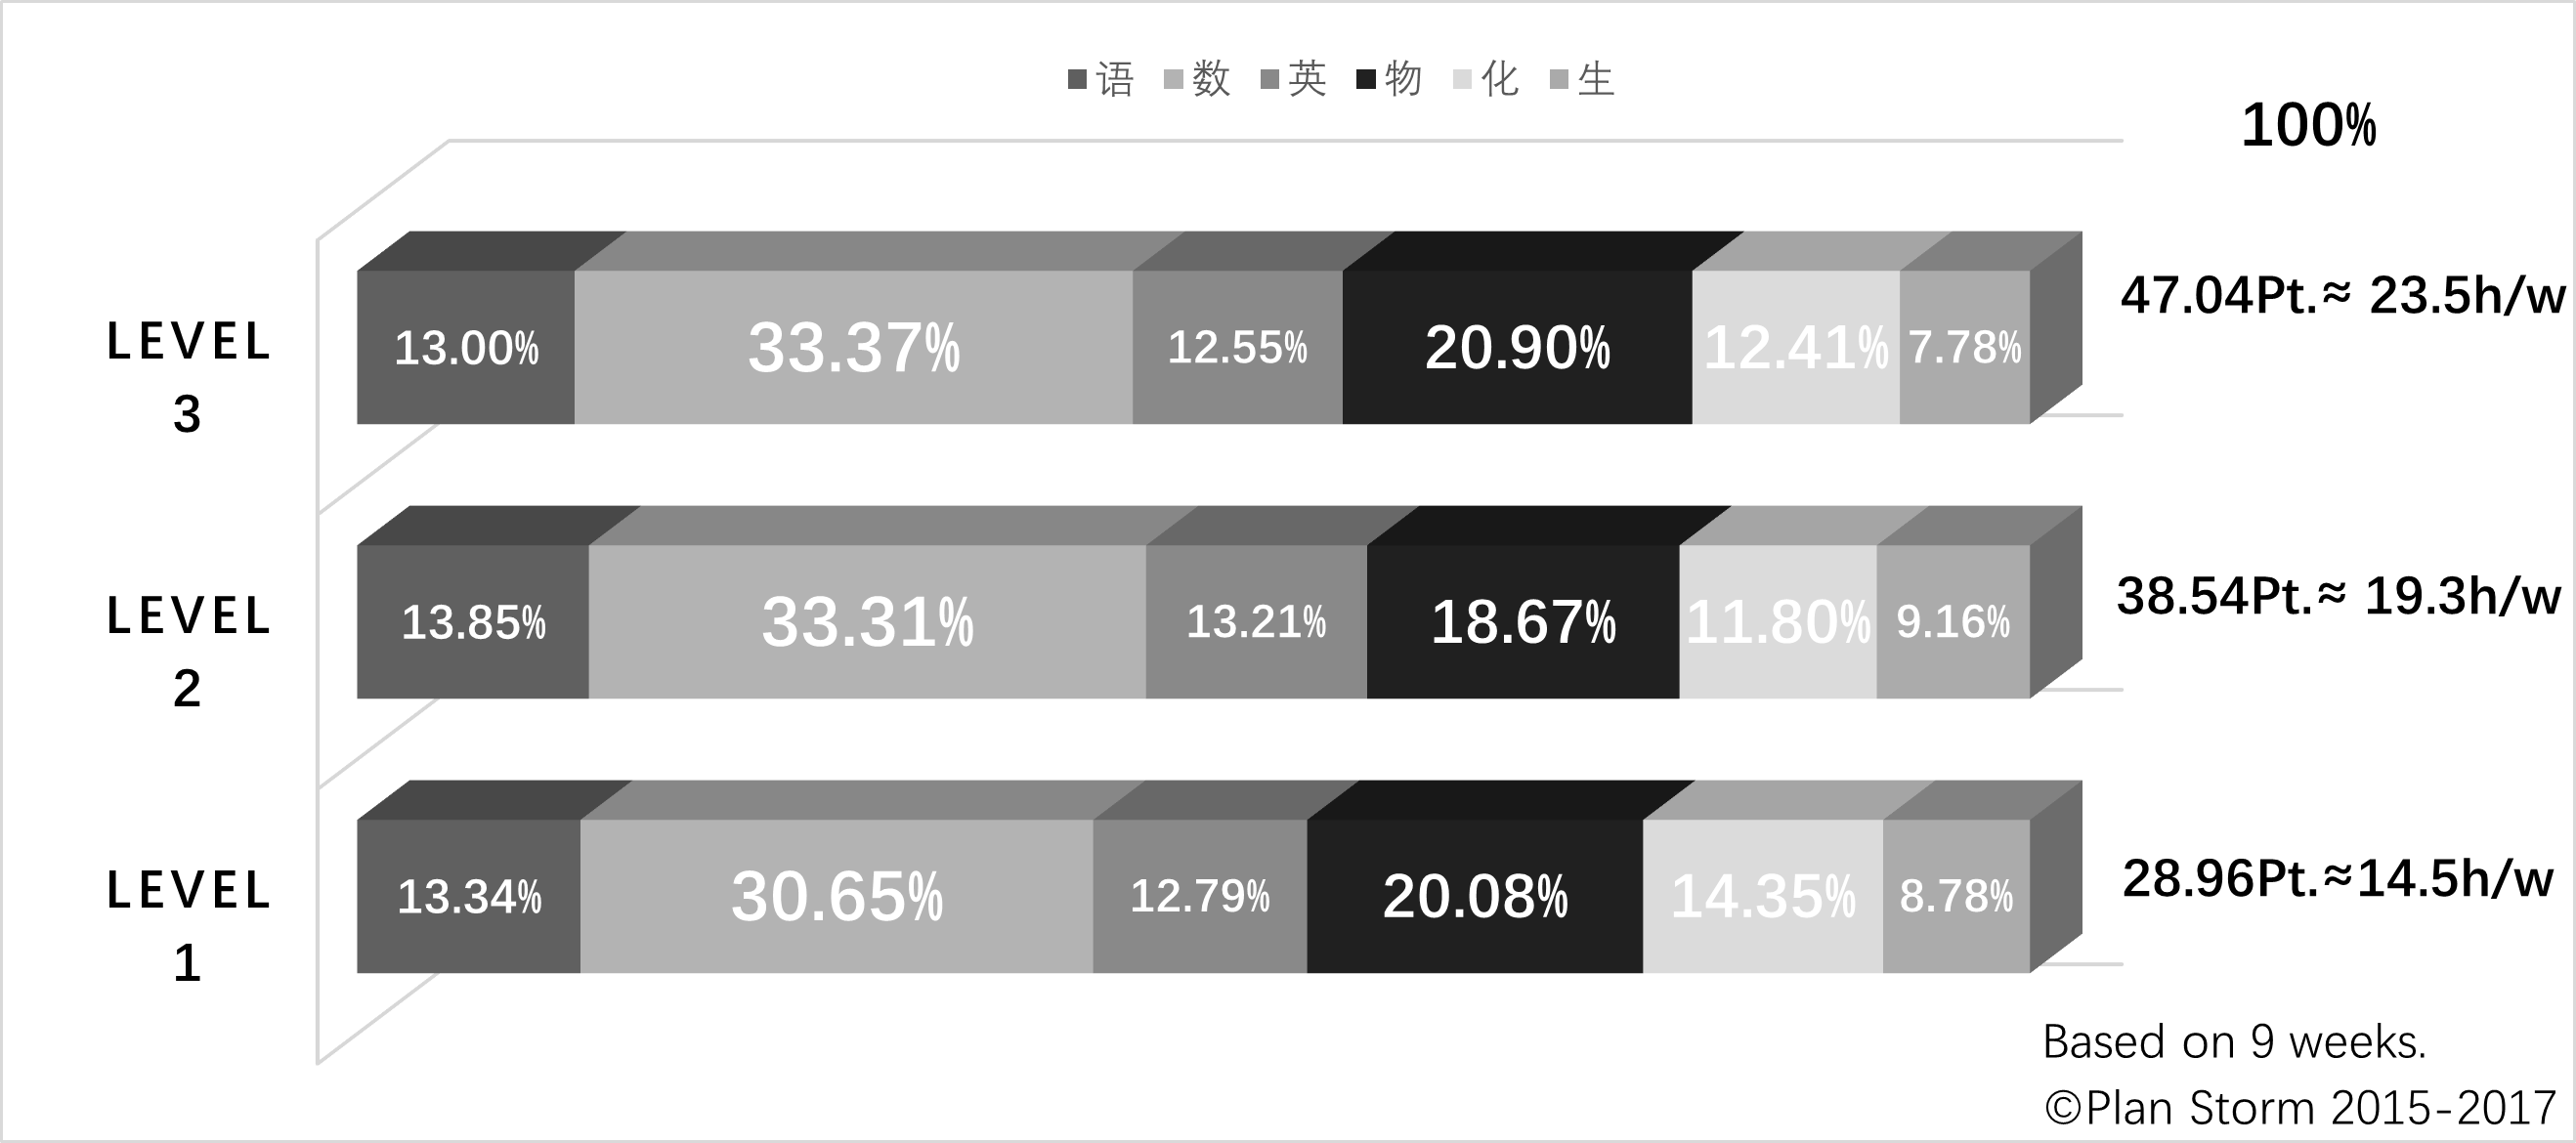 语 数 英 物 化 生
100%
LEVEL
3
13.00% 33.37% 12.55% 20.90% 12.41% 7.78%
47.04Pt.≈ 23.5h/w
LEVEL
2
13.85% 33.31% 13.21% 18.67% 11.80% 9.16%
38.54Pt.≈ 19.3h/w
LEVEL
1
13.34% 30.65% 12.79% 20.08% 14.35% 8.78%
28.96Pt.≈14.5h/w
Based on 9 weeks.
©Plan Storm 2015-2017